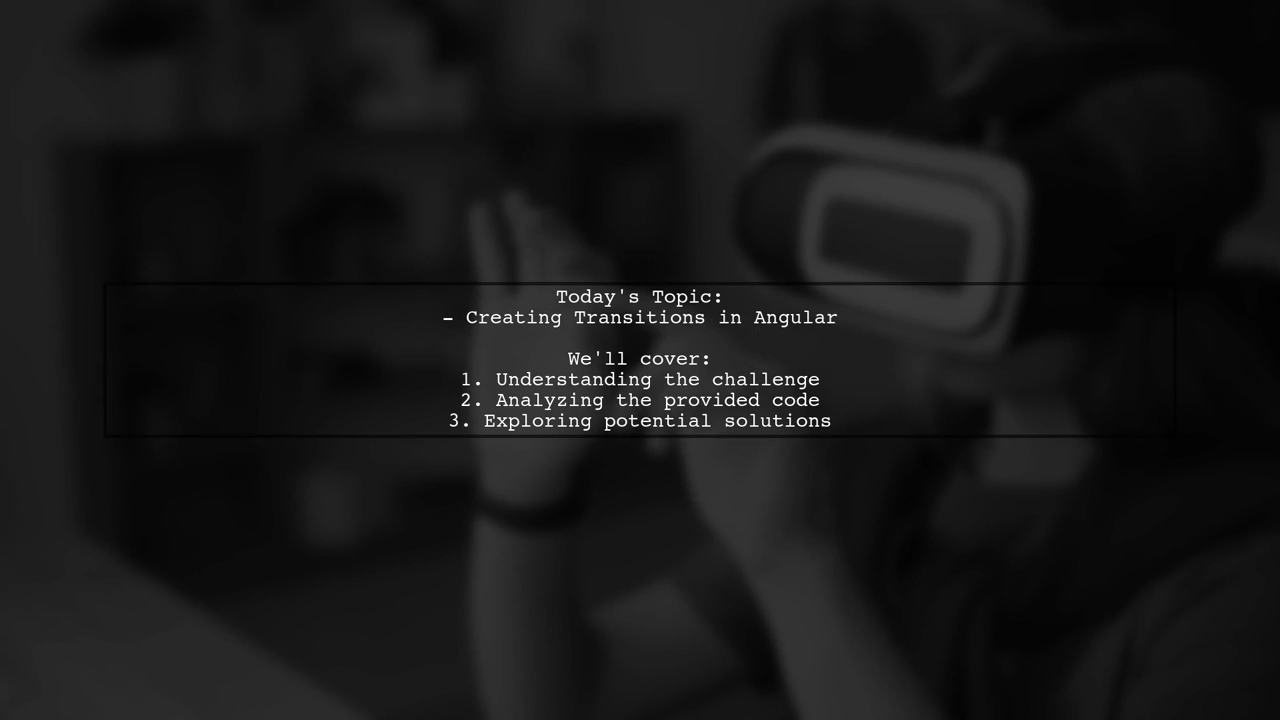 Today's Topic:
– Creating Transitions in Angular
We'll cover:
1. Understanding the challenge
2. Analyzing the provided code
3. Exploring potential solutions